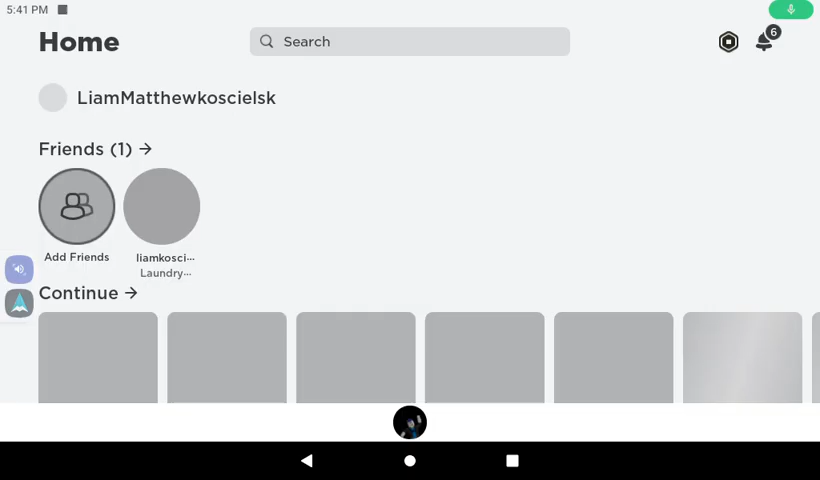 5:41 PM
Home
Search
6
LiamMatthewkoscielsk
Friends (1) →
Add Friends
liamkosci...
Laundry...
Continue →